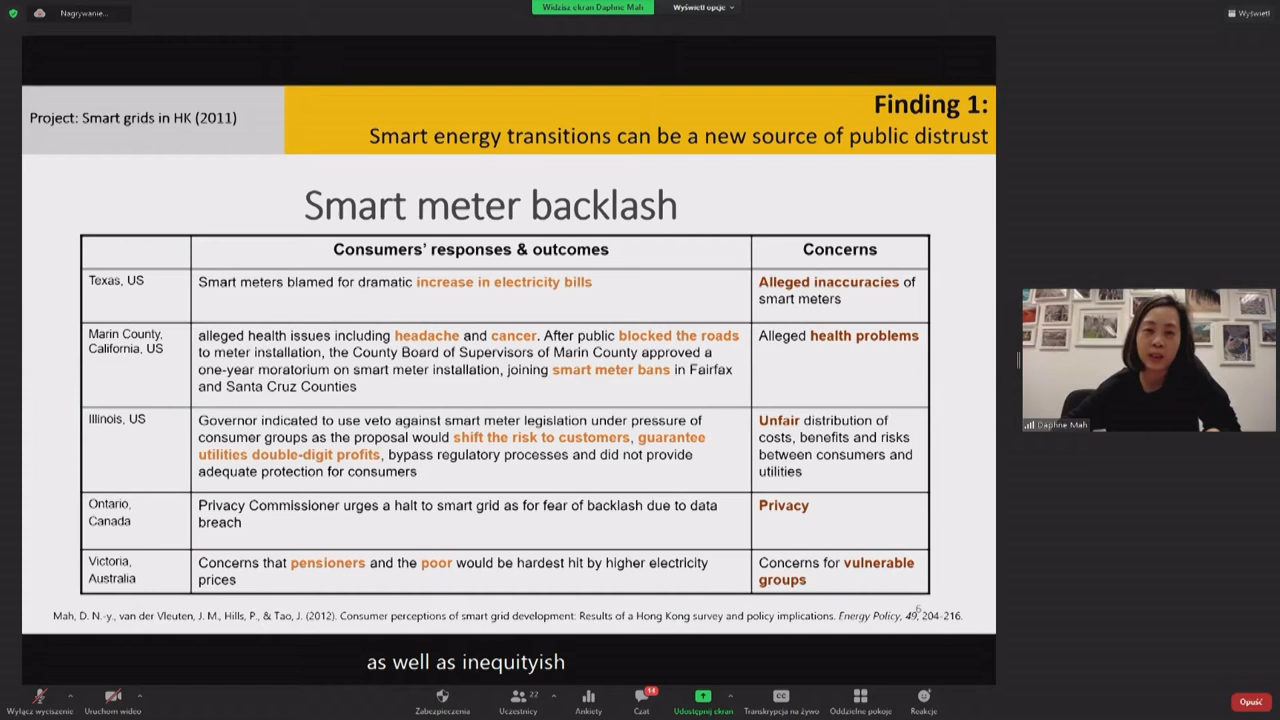 Nagrywanie...
Widzisz ekran Daphne Mah
Wyświetl opcje
Wyświetl
Project: Smart grids in HK (2011)
Finding 1:
Smart energy transitions can be a new source of public distrust
Smart meter backlash
Consumers' responses & outcomes
Concerns
Texas, US
Smart meters blamed for dramatic increase in electricity bills
Alleged inaccuracies of
smart meters
Marin County,
California, US
alleged health issues including headache and cancer. After public blocked the roads
to meter installation, the County Board of Supervisors of Marin County approved a
one-year moratorium on smart meter installation, joining smart meter bans in Fairfax
and Santa Cruz Counties
Alleged health problems
Illinois, US
Governor indicated to use veto against smart meter legislation under pressure of
consumer groups as the proposal would shift the risk to customers, guarantee
utilities double-digit profits, bypass regulatory processes and did not provide
adequate protection for consumers
Unfair distribution of
costs, benefits and risks
between consumers and
utilities
Ontario,
Canada
Privacy Commissioner urges a halt to smart grid as for fear of backlash due to data
breach
Privacy
Victoria,
Australia
Concerns that pensioners and the poor would be hardest hit by higher electricity
prices
Concerns for vulnerable
groups
Mah, D. N.-y., van der Vleuten, J. M., Hills, P., & Tao, J. (2012). Consumer perceptions of smart grid development: Results of a Hong Kong survey and policy implications. Energy Policy, 49, 204-216.
6
Daphne Mah
as well as inequityish
Wyłącz wyciszenie
Uruchom wideo
Zabezpieczenia
22
Uczestnicy
Ankiety
14
Czat
Udostępnij ekran
CC
Transkrypcja na żywo
Oddzielne pokoje
Reakcje
Opuść